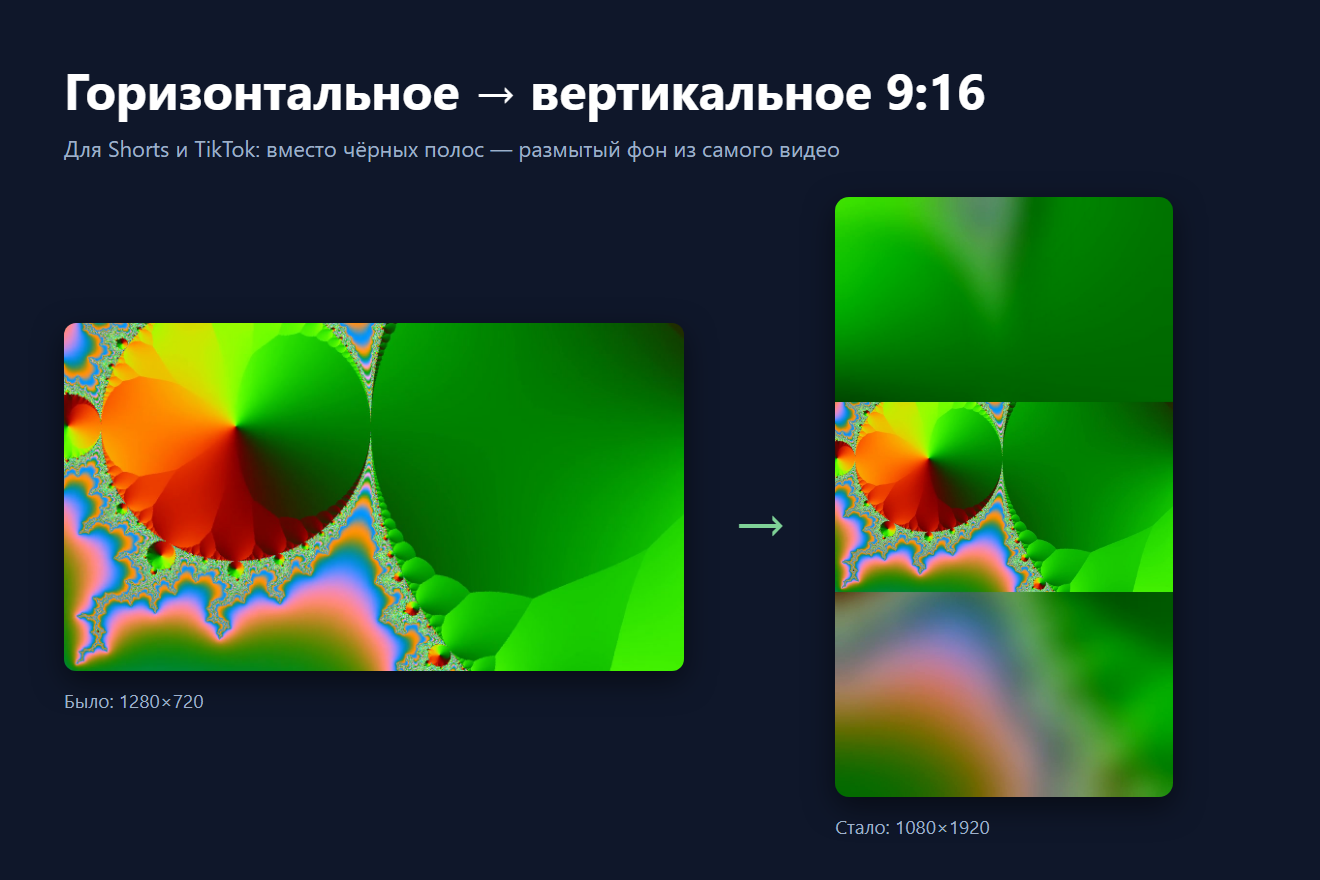 Горизонтальное → вертикальное 9:16
Для Shorts и TikTok: вместо чёрных полос — размытый фон из самого видео
→
Было: 1280×720
Стало: 1080×1920